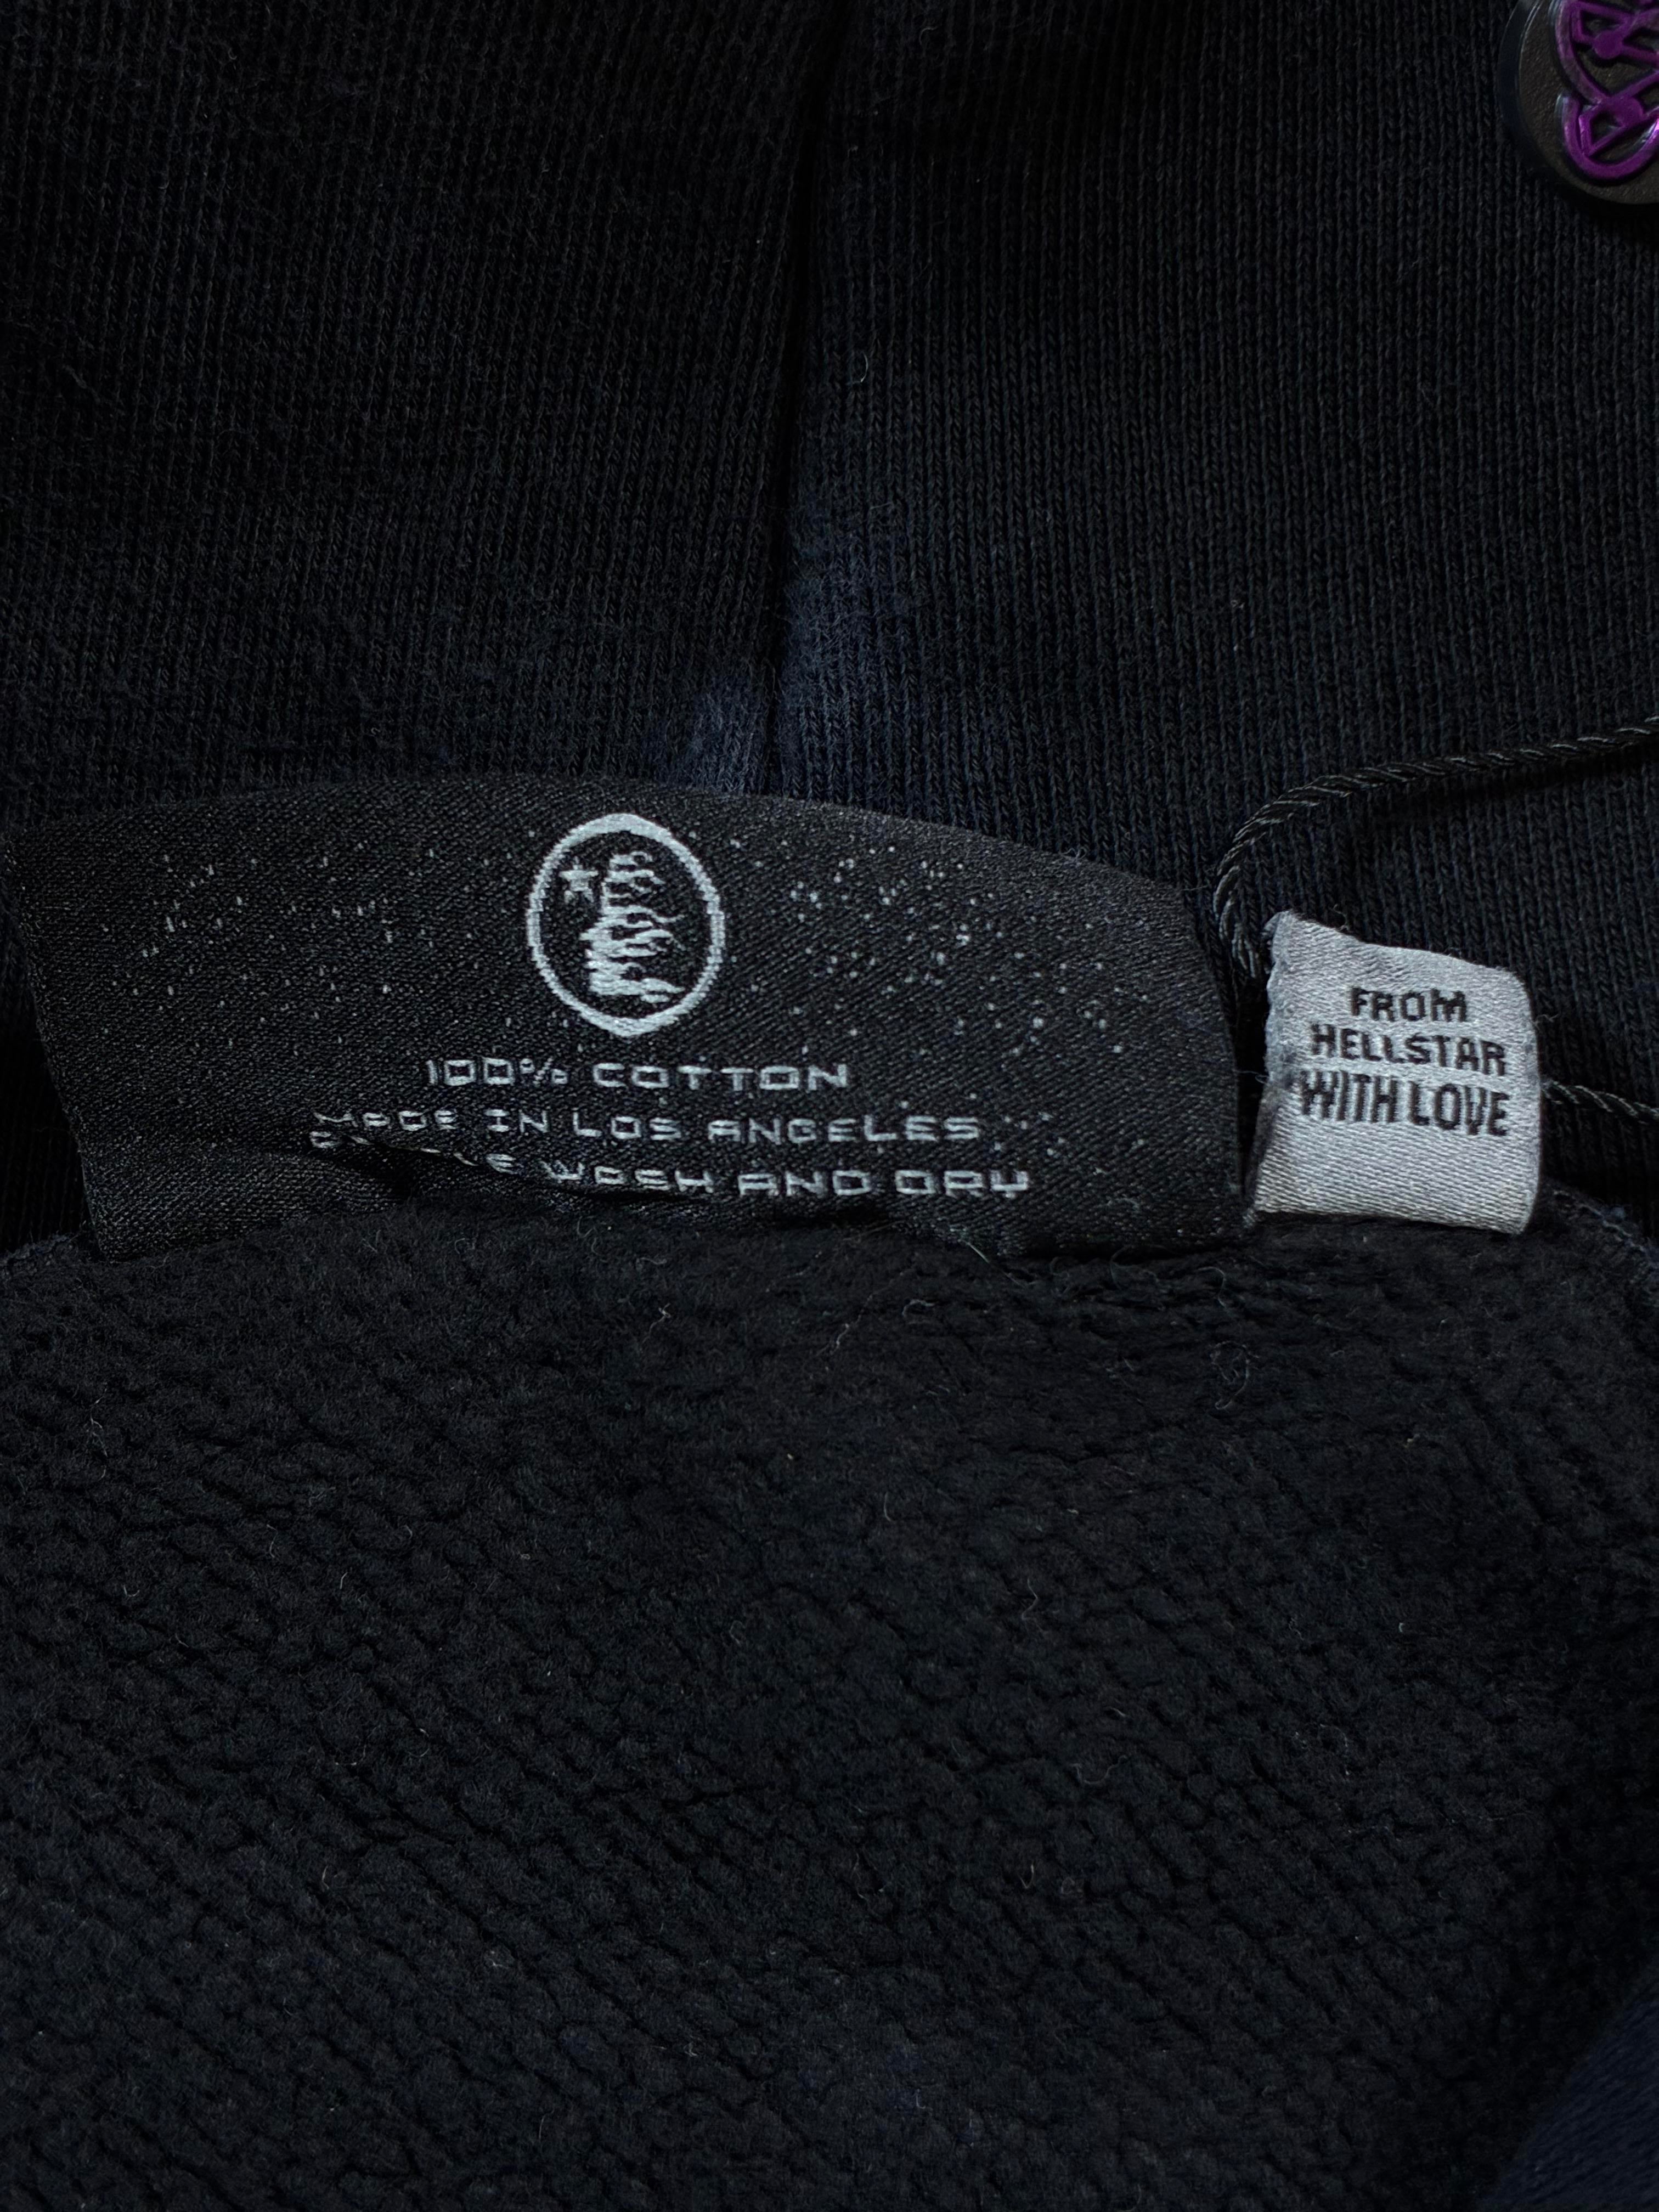 100% COTTON
MADE IN LOS ANGELES
WASH AND DRY
FROM
HELLSTAR
WITH LOVE